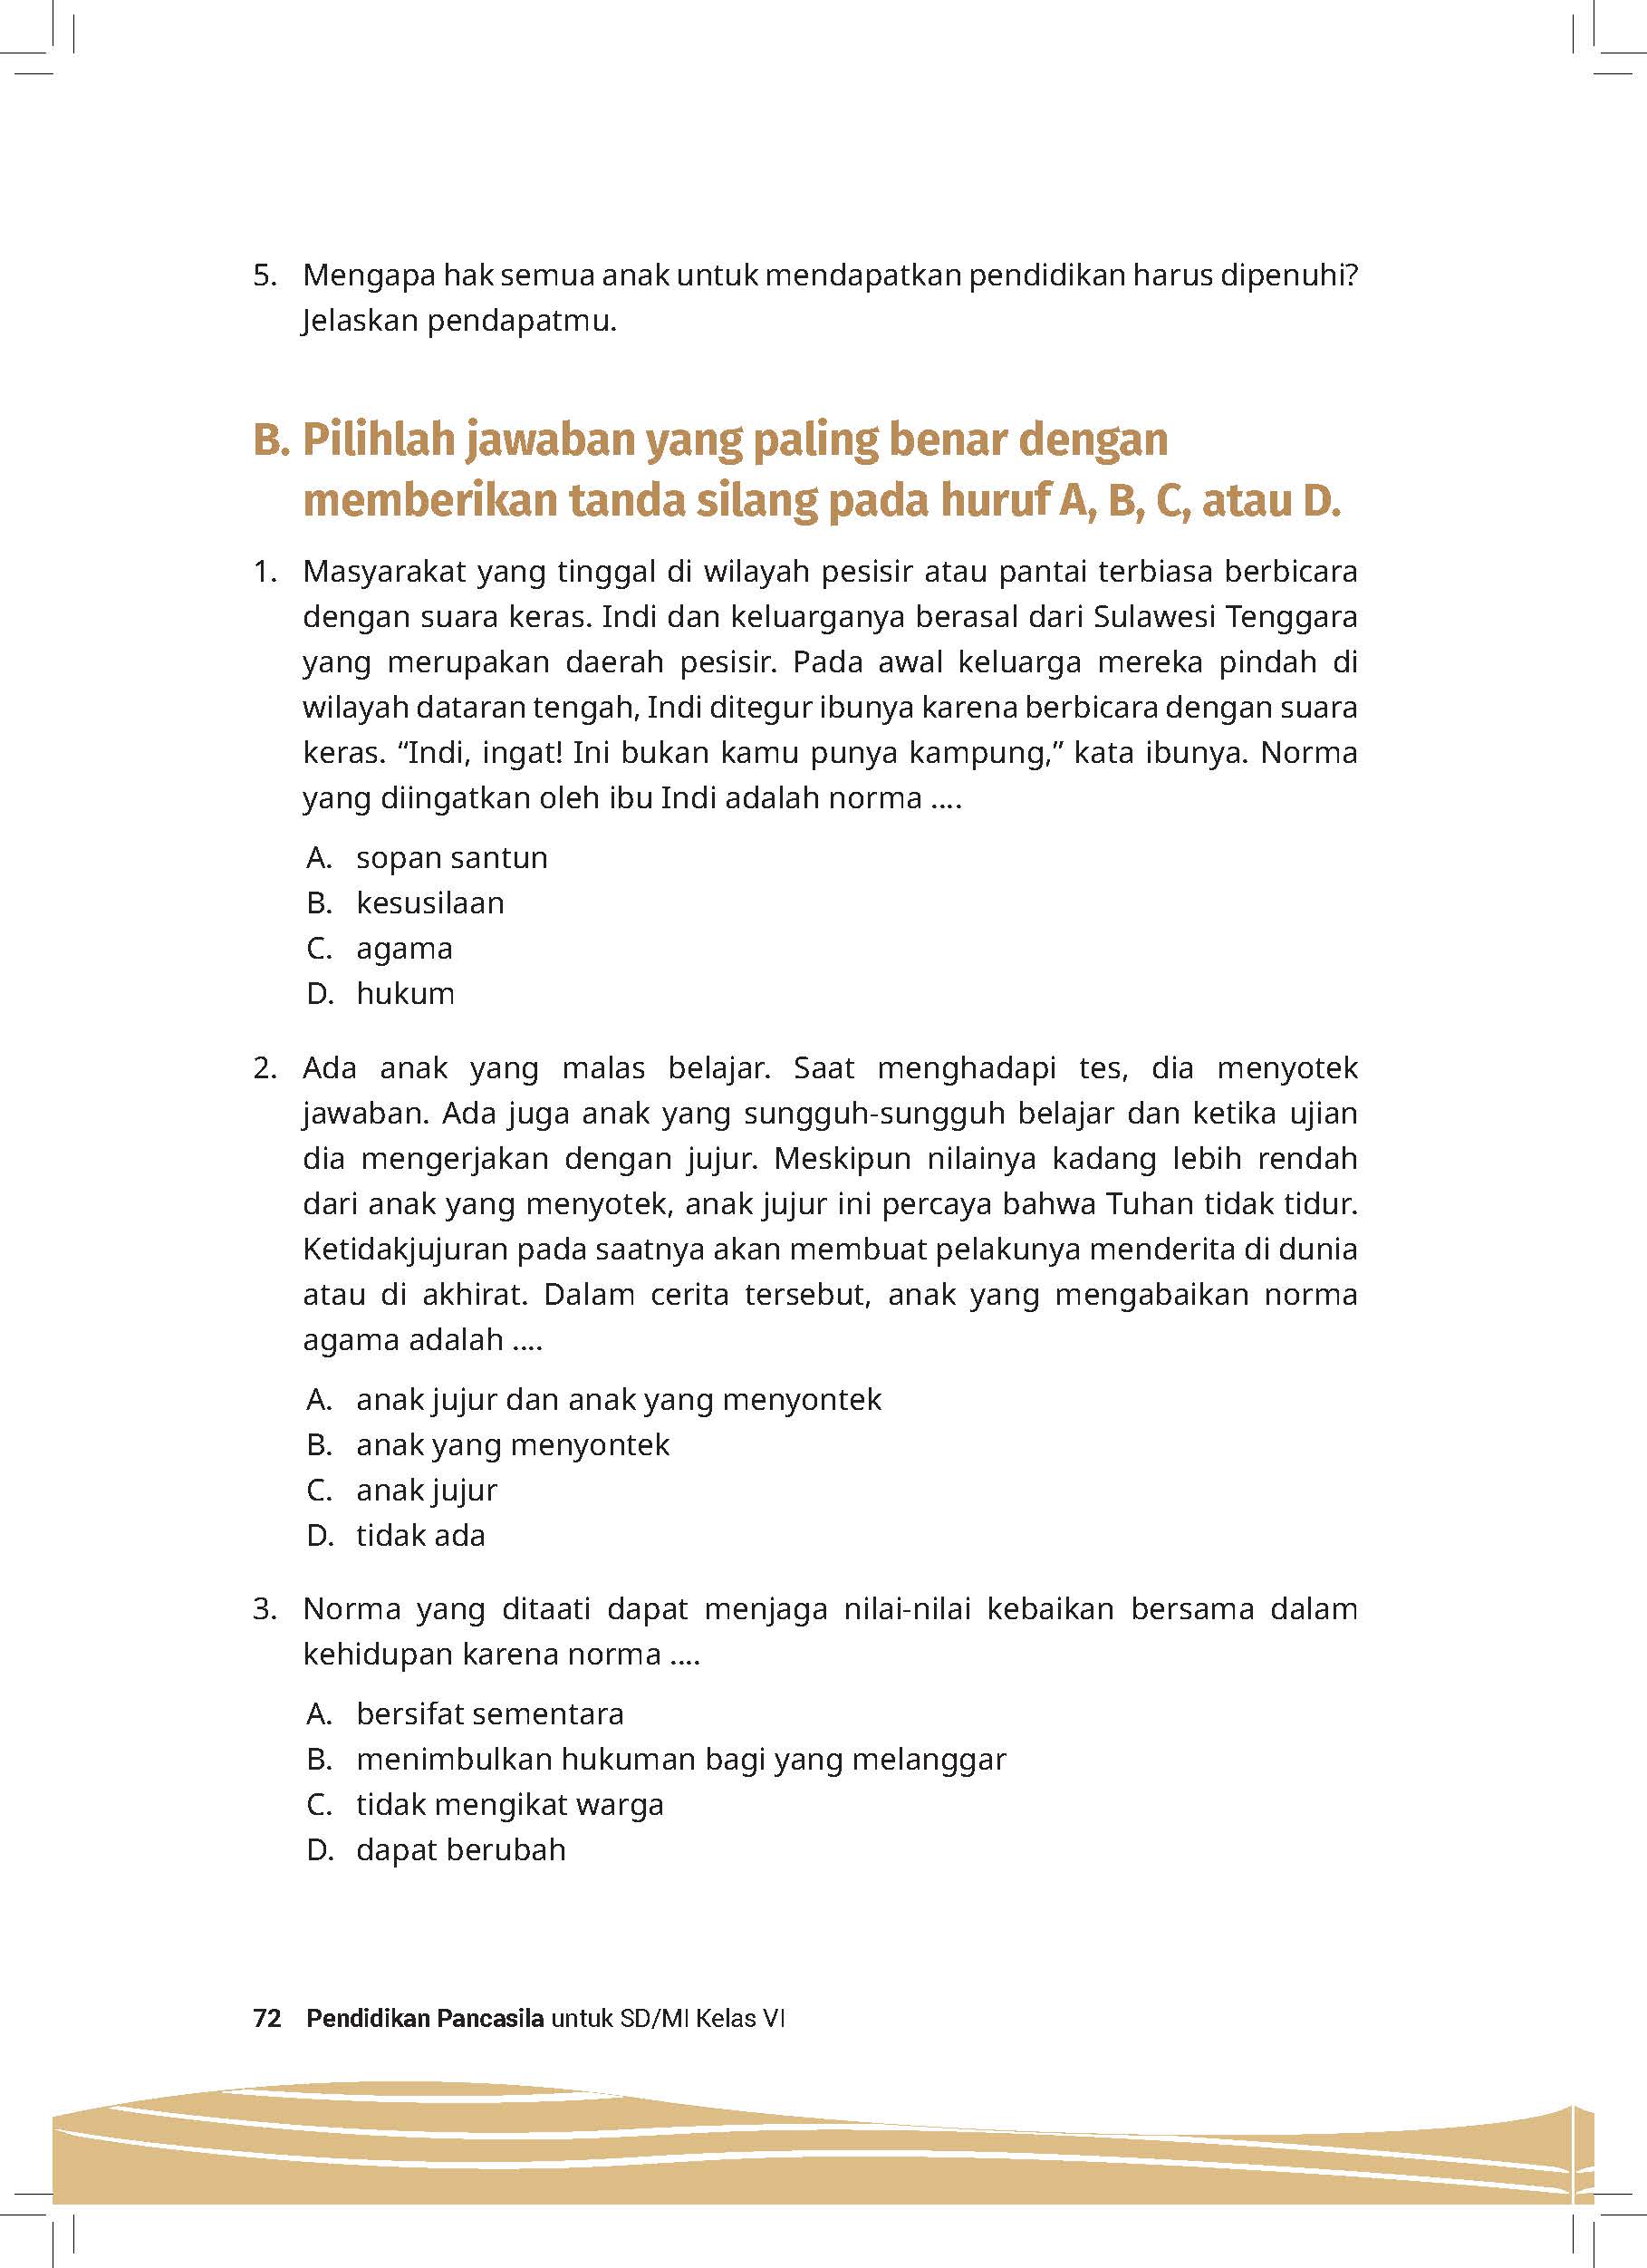 5. Mengapa hak semua anak untuk mendapatkan pendidikan harus dipenuhi?
Jelaskan pendapatmu.
B. Pilihlah jawaban yang paling benar dengan
memberikan tanda silang pada huruf A, B, C, atau D.
1. Masyarakat yang tinggal di wilayah pesisir atau pantai terbiasa berbicara
dengan suara keras. Indi dan keluarganya berasal dari Sulawesi Tenggara
yang merupakan daerah pesisir. Pada awal keluarga mereka pindah di
wilayah dataran tengah, Indi ditegur ibunya karena berbicara dengan suara
keras. “Indi, ingat! Ini bukan kamu punya kampung,” kata ibunya. Norma
yang diingatkan oleh ibu Indi adalah norma ....
A. sopan santun
B. kesusilaan
C. agama
D. hukum
2. Ada anak yang malas belajar. Saat menghadapi tes, dia menyotek
jawaban. Ada juga anak yang sungguh-sungguh belajar dan ketika ujian
dia mengerjakan dengan jujur. Meskipun nilainya kadang lebih rendah
dari anak yang menyotek, anak jujur ini percaya bahwa Tuhan tidak tidur.
Ketidakjujuran pada saatnya akan membuat pelakunya menderita di dunia
atau di akhirat. Dalam cerita tersebut, anak yang mengabaikan norma
agama adalah ....
A. anak jujur dan anak yang menyontek
B. anak yang menyontek
C. anak jujur
D. tidak ada
3. Norma yang ditaati dapat menjaga nilai-nilai kebaikan bersama dalam
kehidupan karena norma ....
A. bersifat sementara
B. menimbulkan hukuman bagi yang melanggar
C. tidak mengikat warga
D. dapat berubah
72 Pendidikan Pancasila untuk SD/MI Kelas VI